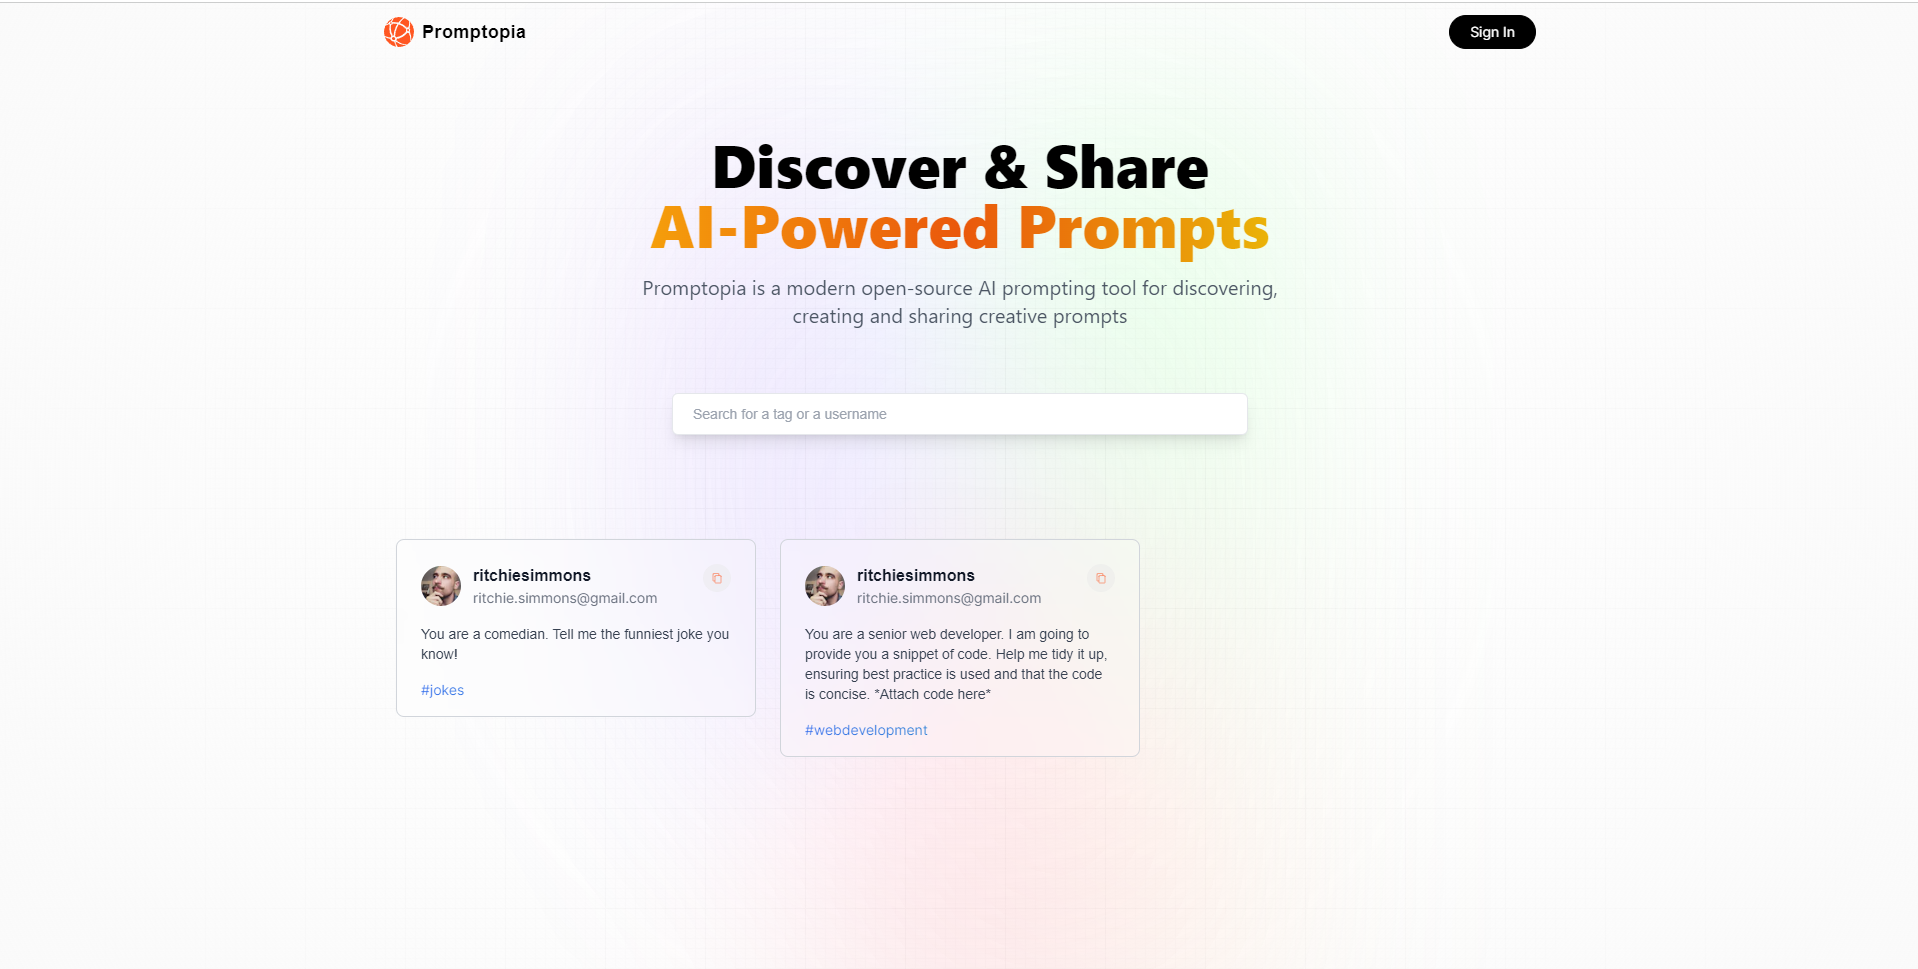 Promptopia
Sign In
Discover & Share
AI-Powered Prompts
Promptopia is a modern open-source AI prompting tool for discovering,
creating and sharing creative prompts
Search for a tag or a username
ritchiesimmons
ritchie.simmons@gmail.com
You are a comedian. Tell me the funniest joke you
know!
#jokes
ritchiesimmons
ritchie.simmons@gmail.com
You are a senior web developer. I am going to
provide you a snippet of code. Help me tidy it up,
ensuring best practice is used and that the code
is concise. *Attach code here*
#webdevelopment